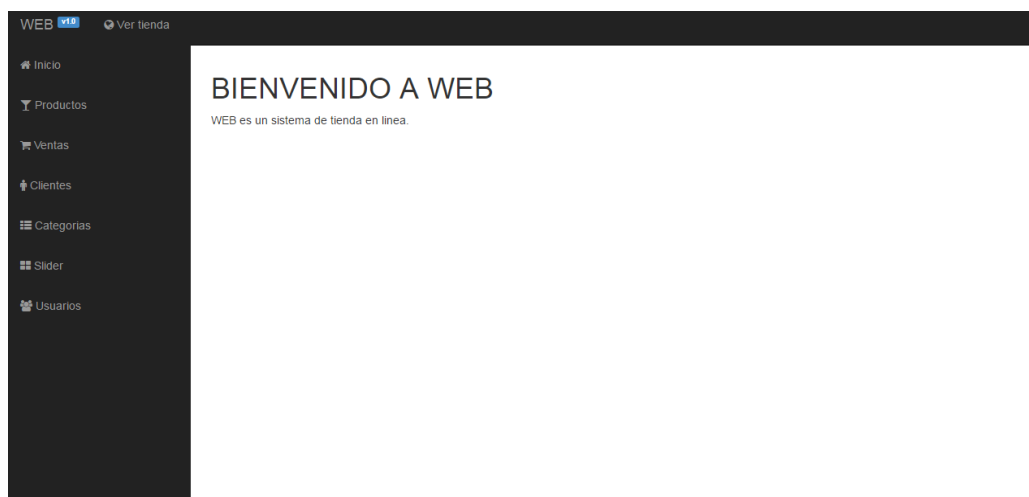 WEB v1.0 Ver tienda
Inicio
Productos
Ventas
Clientes
Categorias
Slider
Usuarios
BIENVENIDO A WEB
WEB es un sistema de tienda en linea.